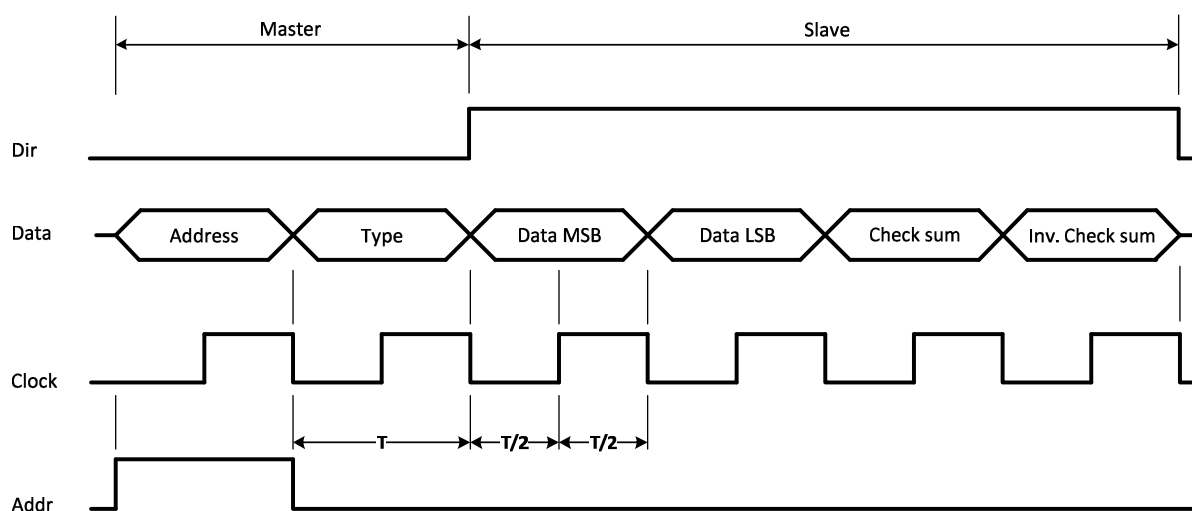 Master Slave
Dir
Data Address Type Data MSB Data LSB Check sum Inv. Check sum
Clock
T T/2 T/2
Addr